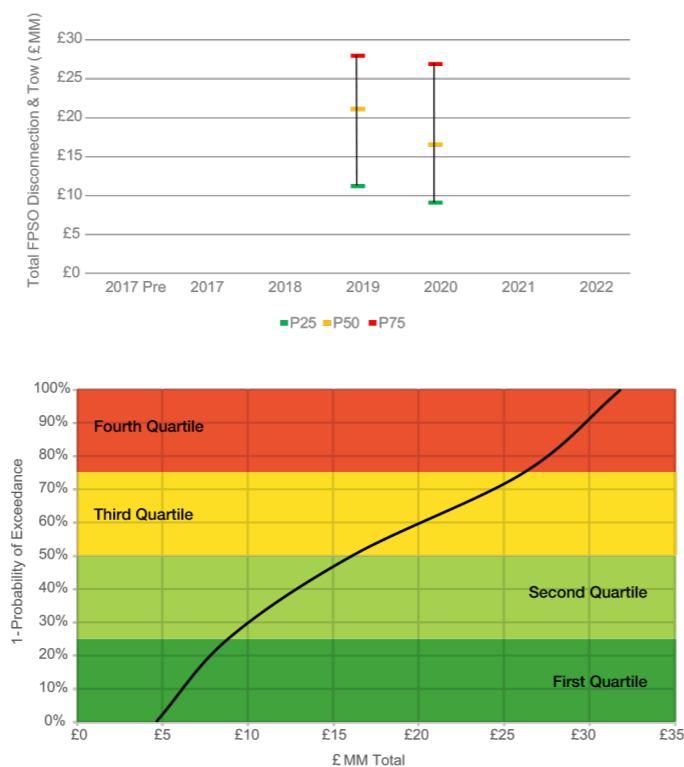 Total FPSO Disconnection & Tow (£MM)
£30
£25
£20
£15
£10
£5
£0
2017 Pre 2017 2018 2019 2020 2021 2022
P25 P50 P75
1-Probability of Exceedance
100%
90%
80%
70%
60%
50%
40%
30%
20%
10%
0%
Fourth Quartile
Third Quartile
Second Quartile
First Quartile
£0 £5 £10 £15 £20 £25 £30 £35
£MM Total